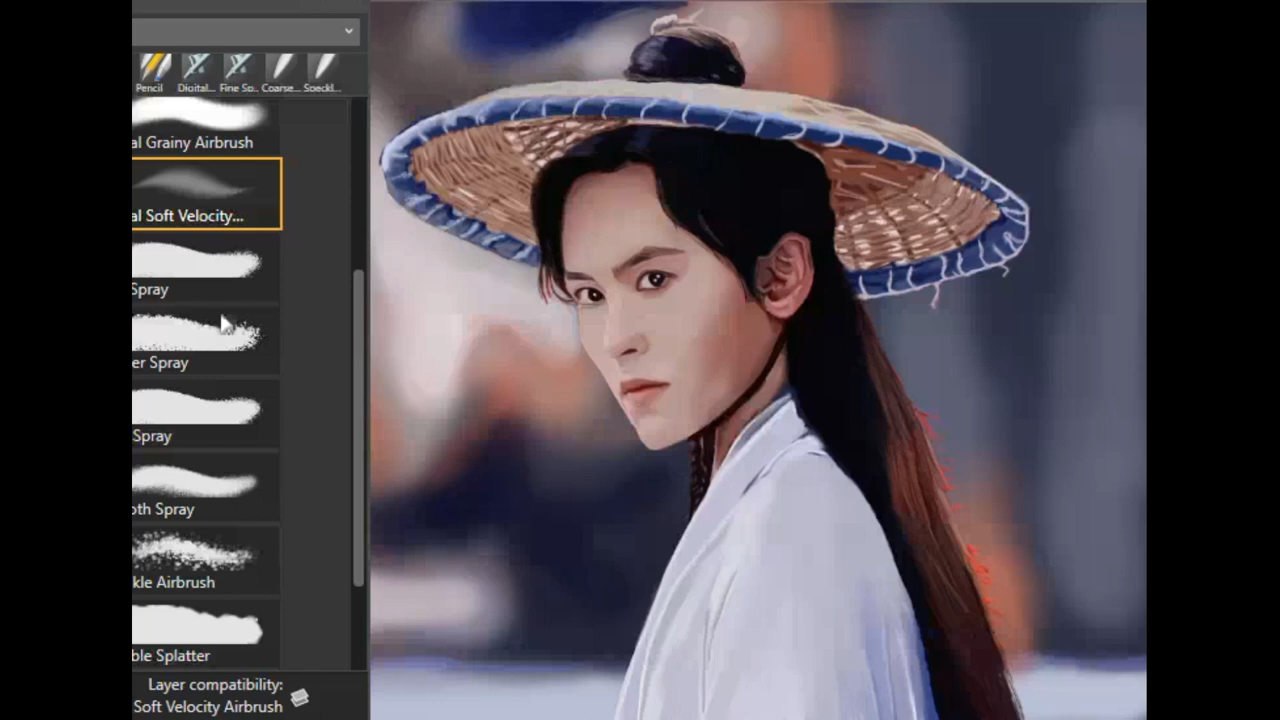 Pencil
Digital...
Fine Sp..
Coarse...
Speckl...
al Grainy Airbrush
al Soft Velocity...
Spray
er Spray
Spray
oth Spray
kle Airbrush
ble Splatter
Layer compatibility:
Soft Velocity Airbrush